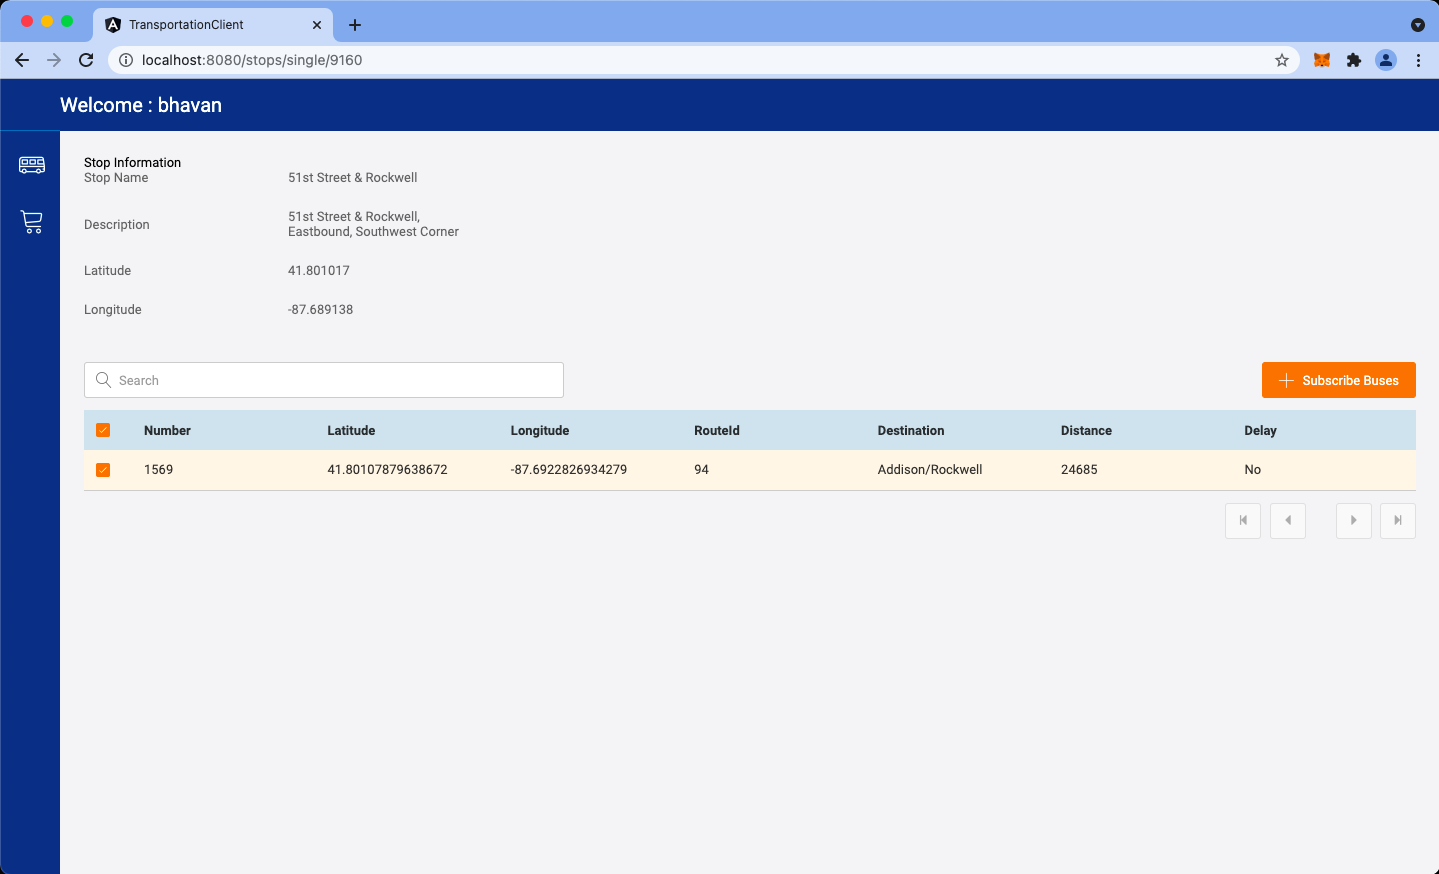 TransportationClient
localhost:8080/stops/single/9160
Welcome : bhavan
Stop Information
Stop Name 51st Street & Rockwell
Description 51st Street & Rockwell,
Eastbound, Southwest Corner
Latitude 41.801017
Longitude -87.689138
Search
Subscribe Buses
Number Latitude Longitude RouteId Destination Distance Delay
1569 41.80107879638672 -87.6922826934279 94 Addison/Rockwell 24685 No